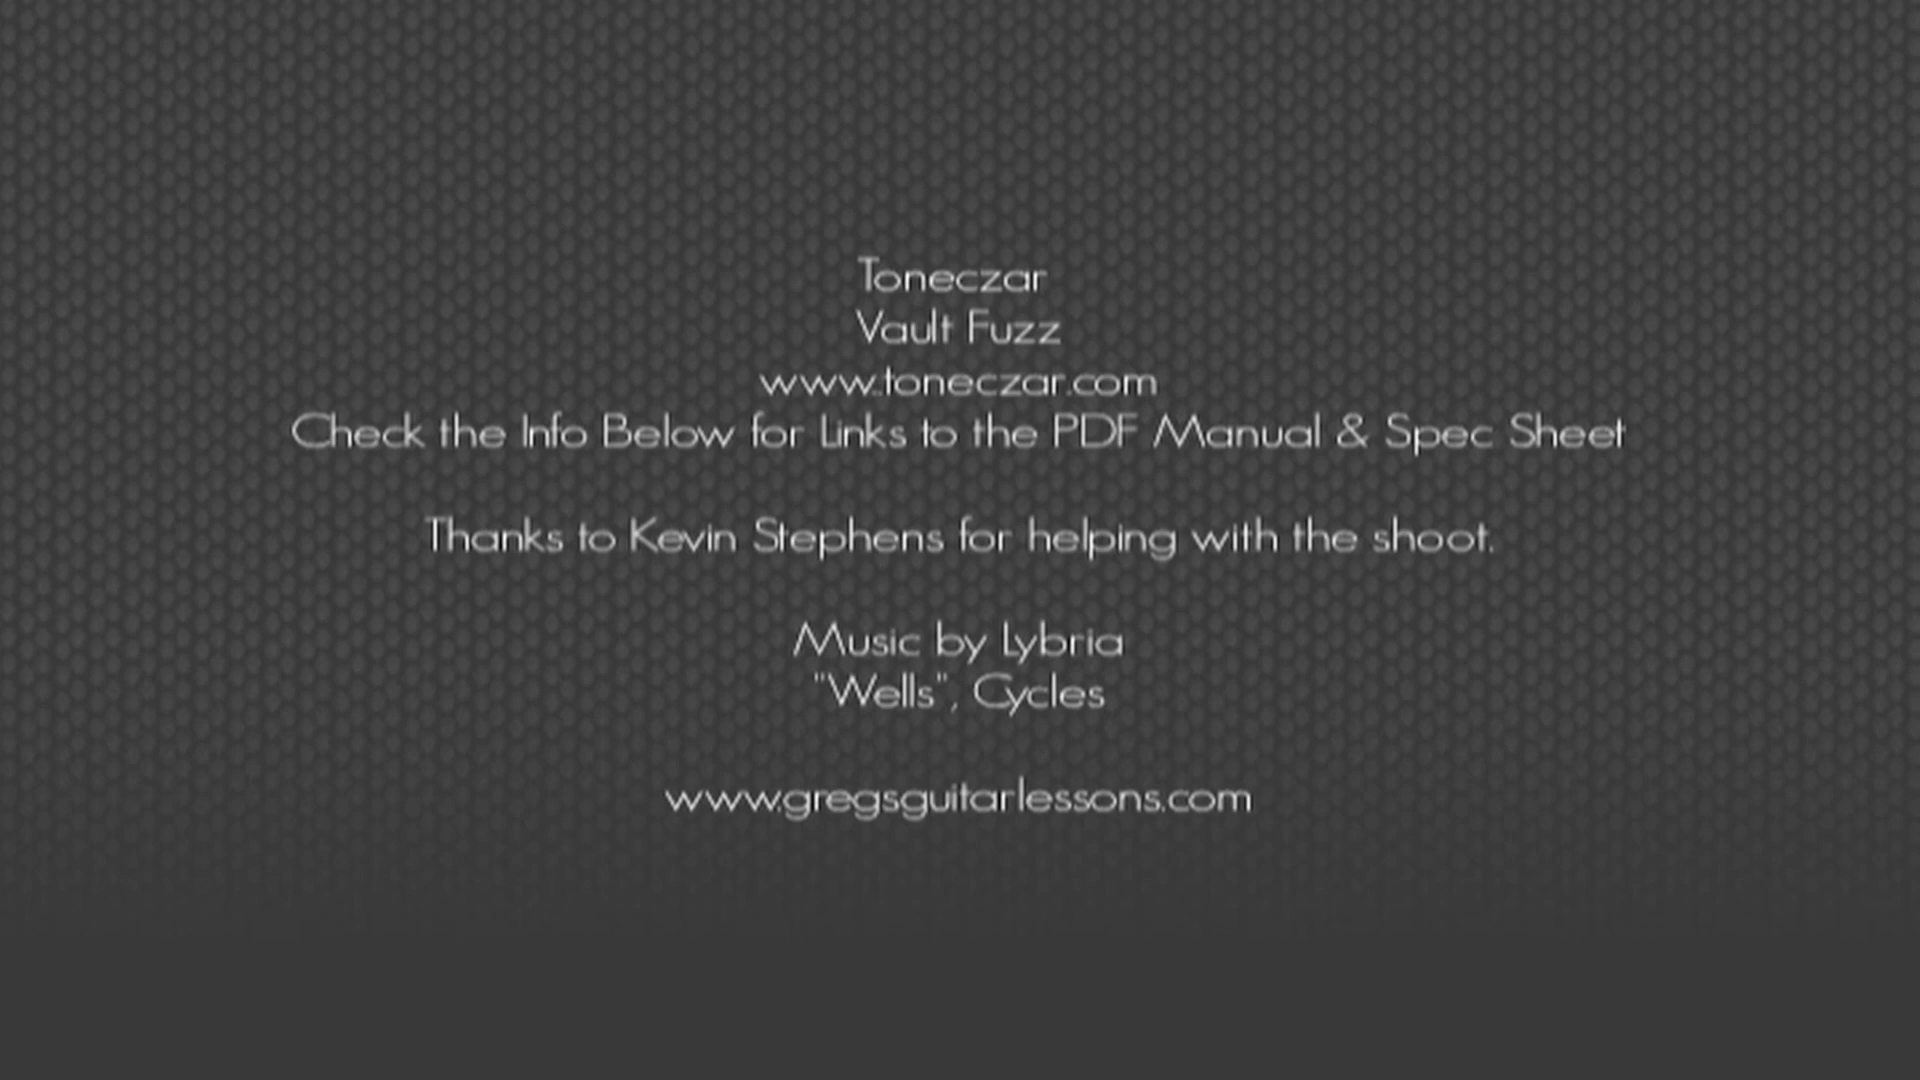 Toneczar
Vault Fuzz
www.toneczar.com
Check the Info Below for Links to the PDF Manual & Spec Sheet
Thanks to Kevin Stephens for helping with the shoot.
Music by Lybria
"Wells", Cycles
www.gregsguitarlessons.com